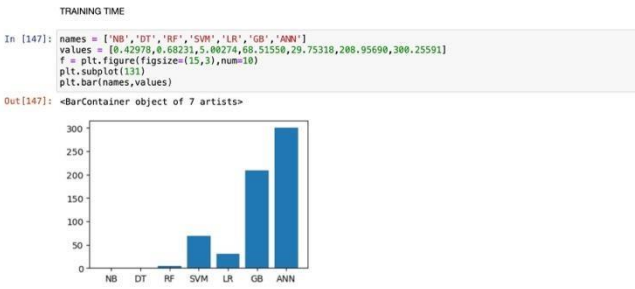 TRAINING TIME
In [147]: names = ['NB','DT','RF','SVM','LR','GB','ANN']
values = [0.42978,0.68231,5.00274,68.51550,29.75318,208.95690,300.25591]
f = plt.figure(figsize=(15,3),num=10)
plt.subplot(131)
plt.bar(names,values)
Out[147]: <BarContainer object of 7 artists>
300
250
200
150
100
50
0
NB DT RF SVM LR GB ANN